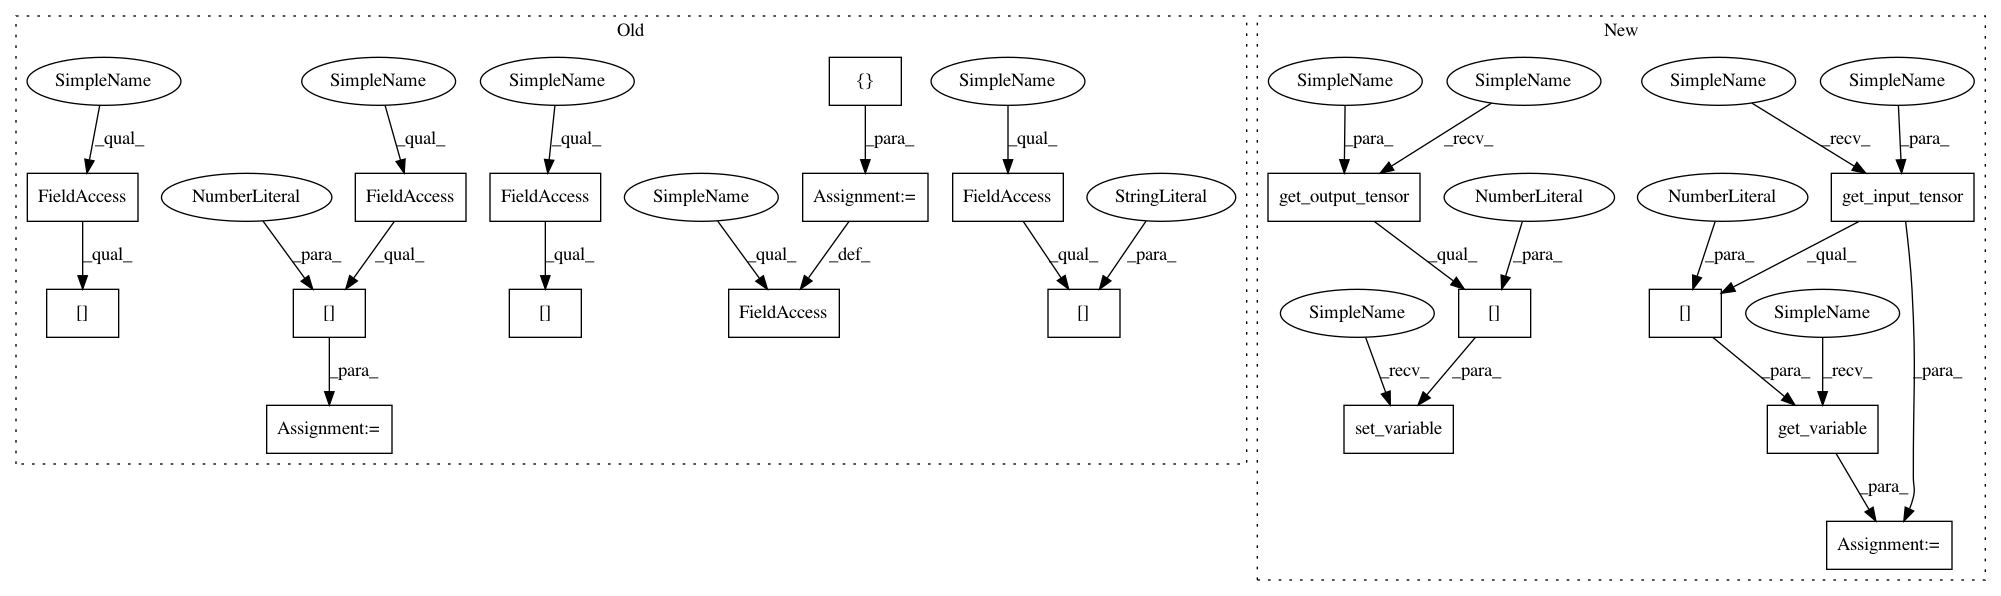 Old
New
SimpleName
SimpleName
SimpleName
{}
SimpleName
SimpleName
SimpleName
SimpleName
SimpleName
_qual_
_qual_
_qual_
_para_
_qual_
_para_
_recv_
_recv_
_para_
FieldAccess
NumberLiteral
FieldAccess
FieldAccess
SimpleName
Assignment:=
FieldAccess
StringLiteral
get_output_tensor
NumberLiteral
NumberLiteral
get_input_tensor
_qual_
_para_
_qual_
_qual_
_qual_
_def_
_qual_
_para_
_qual_
_para_
_para_
_qual_
[]
[]
[]
FieldAccess
[]
SimpleName
[]
[]
SimpleName
_para_
_recv_
_para_
_para_
_recv_
_para_
Assignment:=
set_variable
get_variable
_para_
Assignment:=